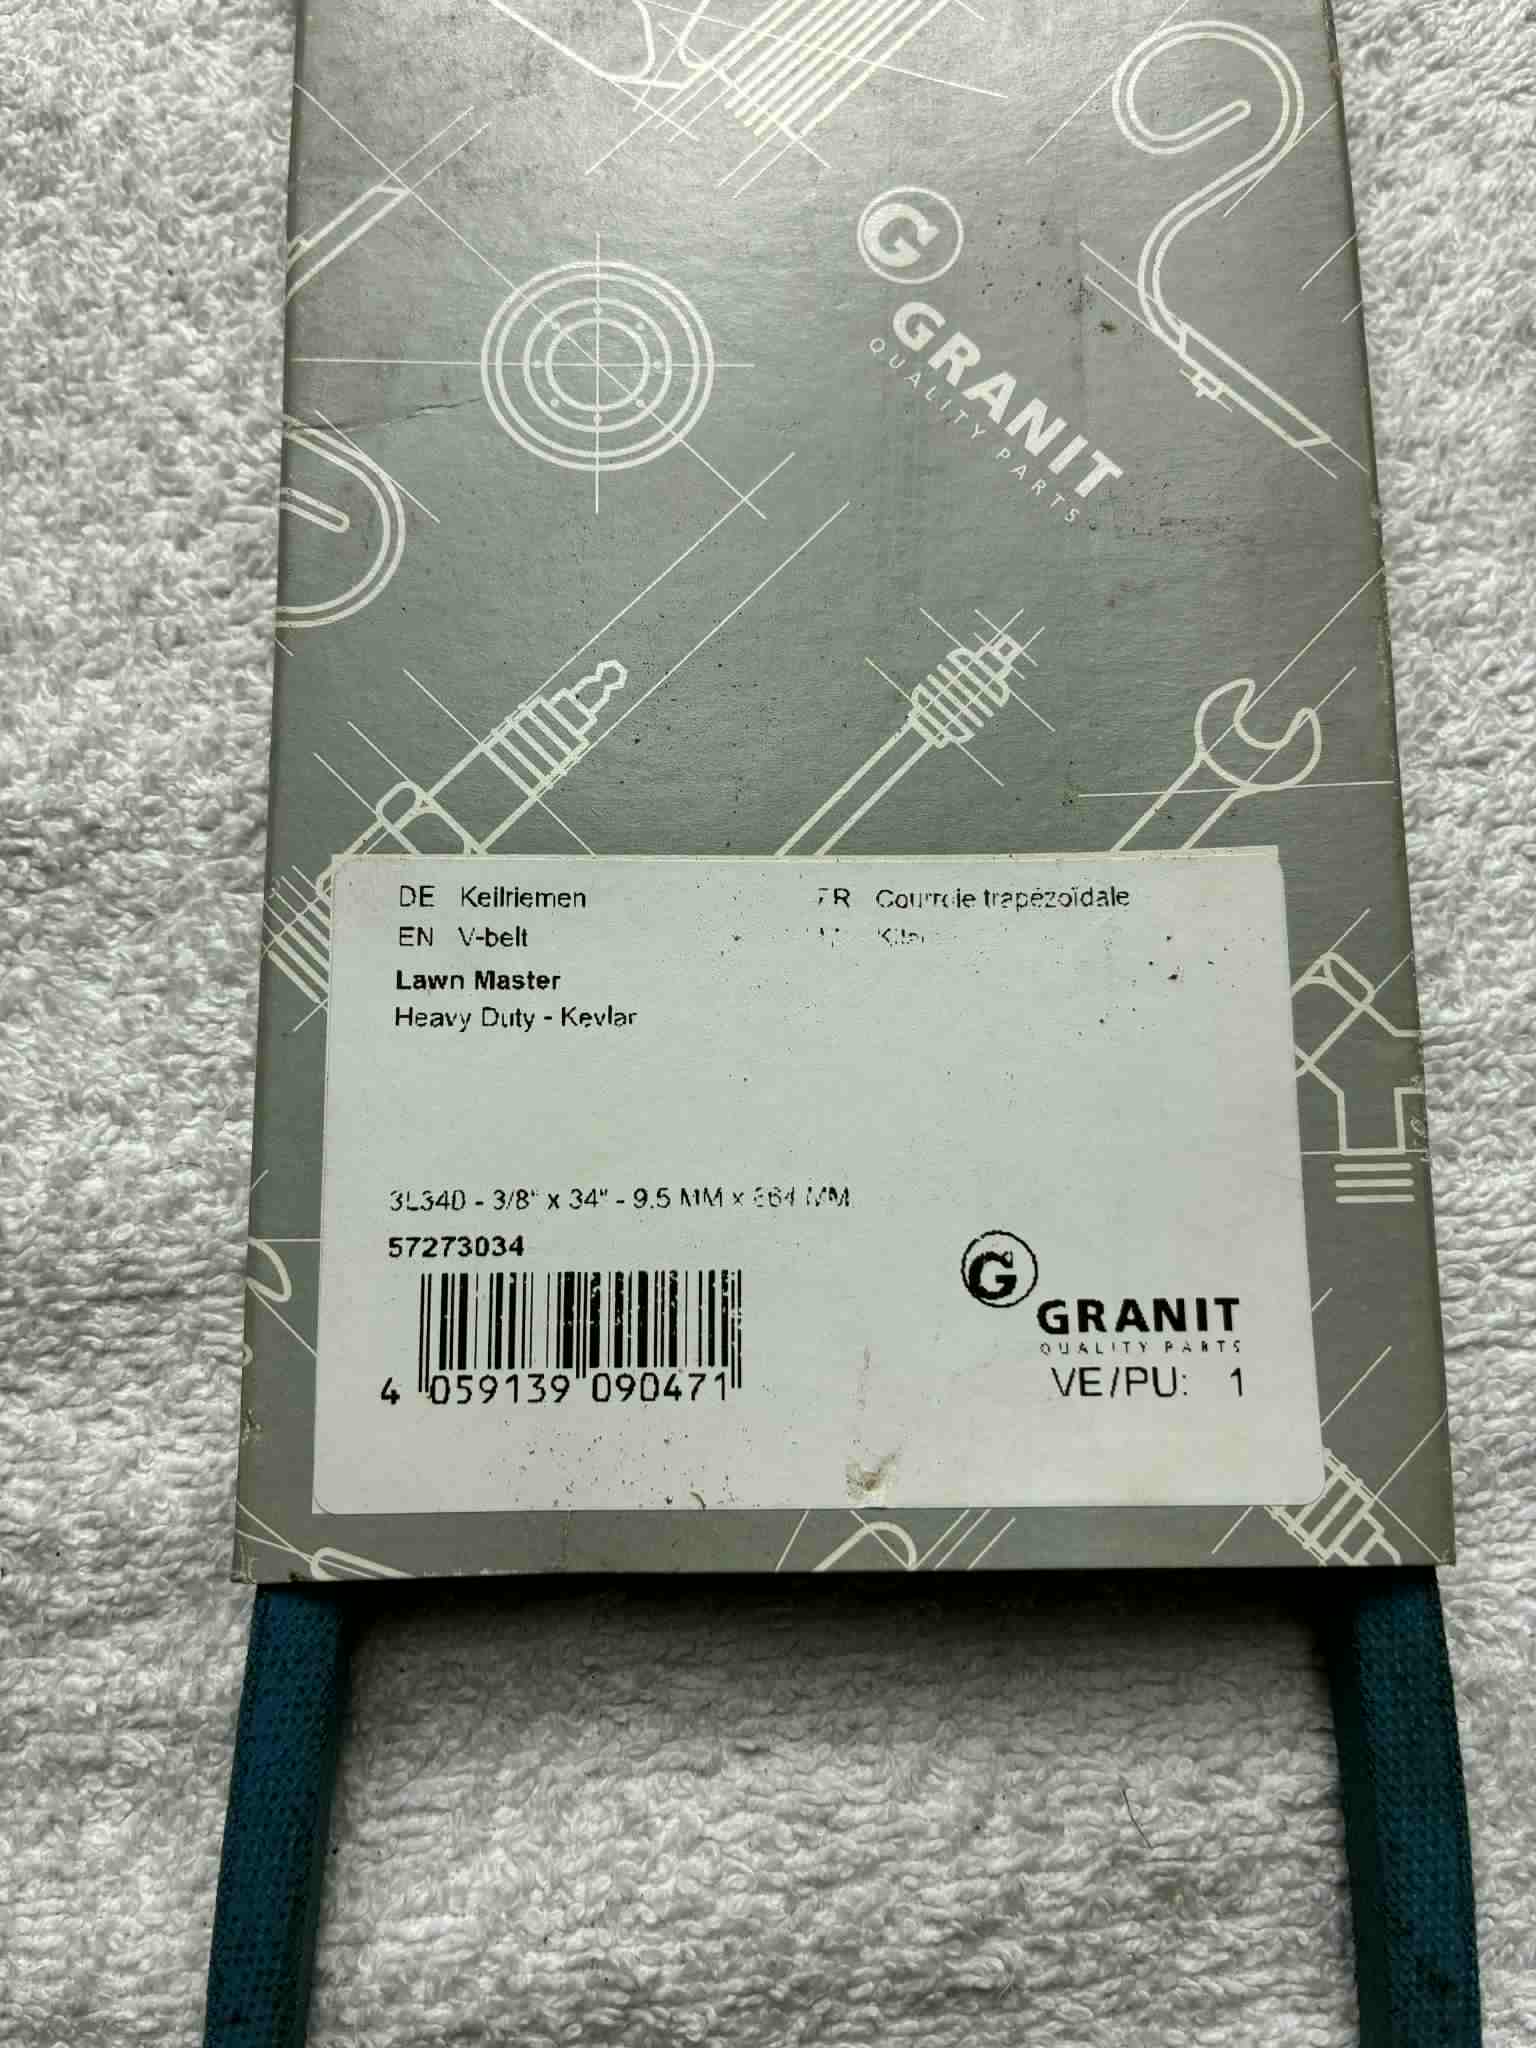 G
GRANIT
QUALITY PARTS
DE Keilriemen
FR Courroie trapézoïdale
EN V-belt
Lawn Master
Heavy Duty - Kevlar
3L340 - 3/8" x 34" - 9.5 MM x 864 MM
57273034
4 059139 090471
G
GRANIT
QUALITY PARTS
VE/PU: 1